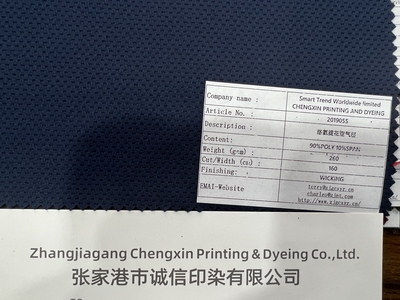 Company name :
Smart Trend Worldwide limited
CHENGXIN PRINTING AND DYEING
Article No. :
2019055
Description :
90%POLY 10%SPAN
Weight (gsm) :
260
Cut/Width (cm) :
160
Finishing:
WICKING
EMAI-Website
Zhangjiagang Chengxin Printing & Dyeing Co.,Ltd.
张家港市诚信印染有限公司